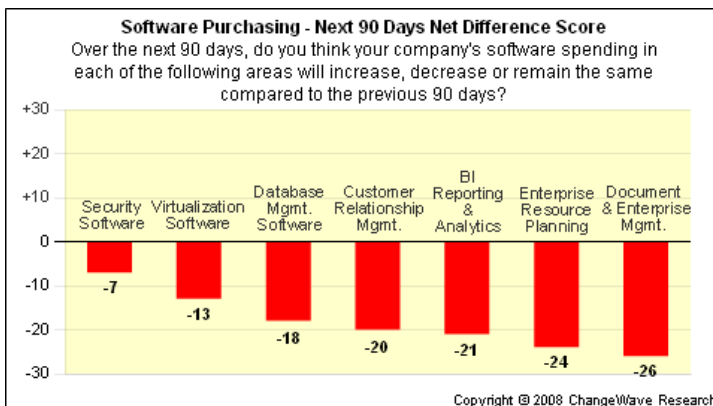 Software Purchasing - Next 90 Days Net Difference Score
Over the next 90 days, do you think your company's software spending in
each of the following areas will increase, decrease or remain the same
compared to the previous 90 days?
+30
+20
+10
0
-10
-20
-30
Security
Software
Virtualization
Software
Database
Mgmt.
Software
Customer
Relationship
Mgmt.
BI
Reporting
&
Analytics
Enterprise
Resource
Planning
Document
& Enterprise
Mgmt.
-7
-13
-18
-20
-21
-24
-26
Copyright © 2008 ChangeWave Research